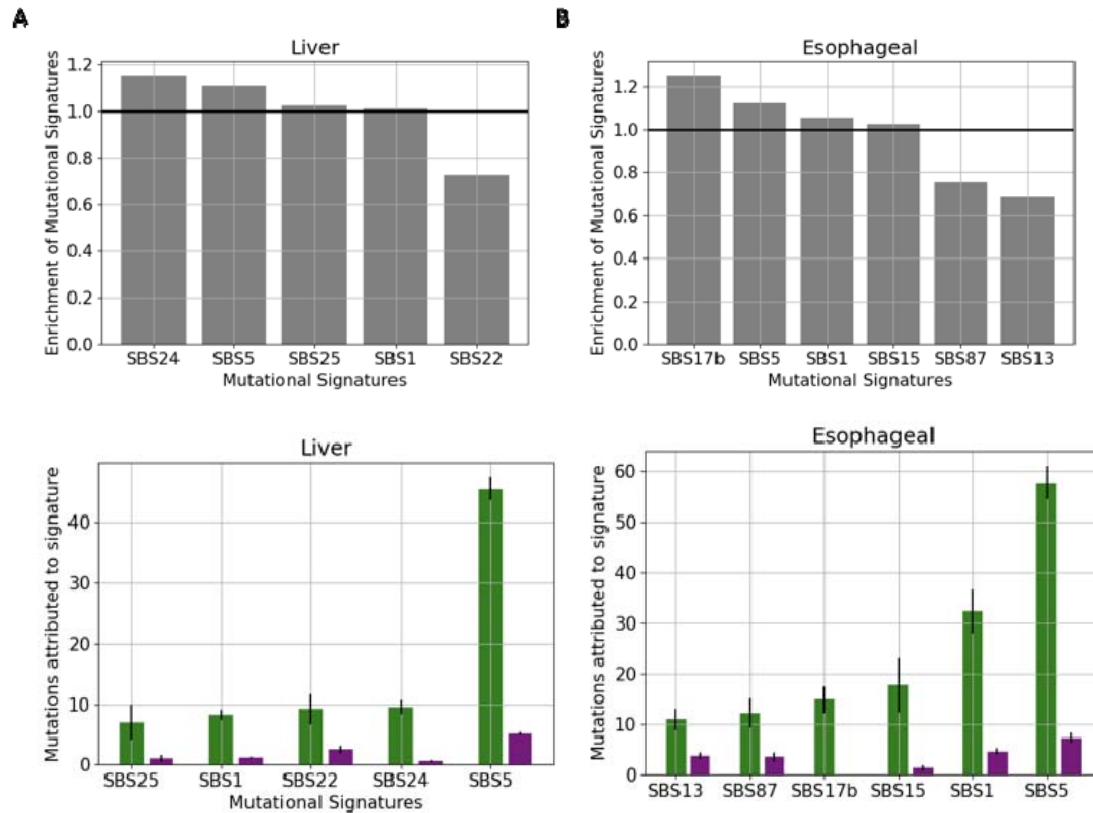 A
B
Liver
Esophageal
Enrichment of Mutational Signatures
1.2
1.0
0.8
0.6
0.4
0.2
0.0
SBS24 SBS5 SBS25 SBS1 SBS22
Mutational Signatures
Enrichment of Mutational Signatures
1.2
1.0
0.8
0.6
0.4
0.2
0.0
SBS17b SBS5 SBS1 SBS15 SBS87 SBS13
Mutational Signatures
Liver
Mutations attributed to signature
40
30
20
10
0
SBS25 SBS1 SBS22 SBS24 SBS5
Mutational Signatures
Esophageal
Mutations attributed to signature
60
50
40
30
20
10
0
SBS13 SBS87 SBS17b SBS15 SBS1 SBS5